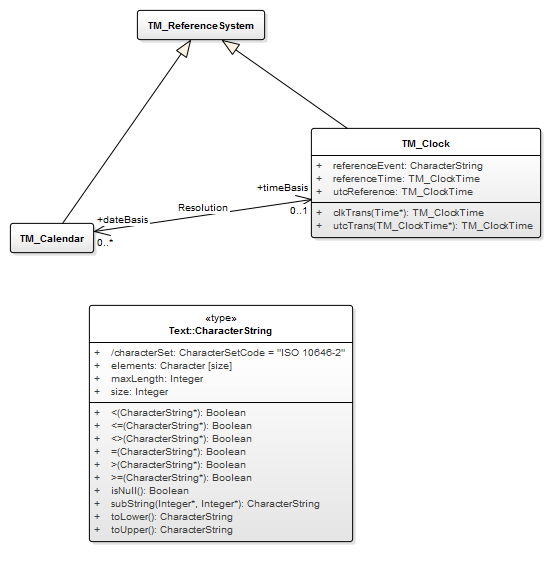 TM_ReferenceSystem
TM_Clock
+ referenceEvent: CharacterString
+ referenceTime: TM_ClockTime
+ utcReference: TM_ClockTime
+ clkTrans(Time*): TM_ClockTime
+ utcTrans(TM_ClockTime*): TM_ClockTime
+timeBasis
0..1
Resolution
+dateBasis
0..*
TM_Calendar
«type»
Text::CharacterString
+ /characterSet: CharacterSetCode = "ISO 10646-2"
+ elements: Character [size]
+ maxLength: Integer
+ size: Integer
+ <(CharacterString*): Boolean
+ <=(CharacterString*): Boolean
+ <>(CharacterString*): Boolean
+ =(CharacterString*): Boolean
+ >(CharacterString*): Boolean
+ >=(CharacterString*): Boolean
+ isNull(): Boolean
+ subString(Integer*, Integer*): CharacterString
+ toLower(): CharacterString
+ toUpper(): CharacterString